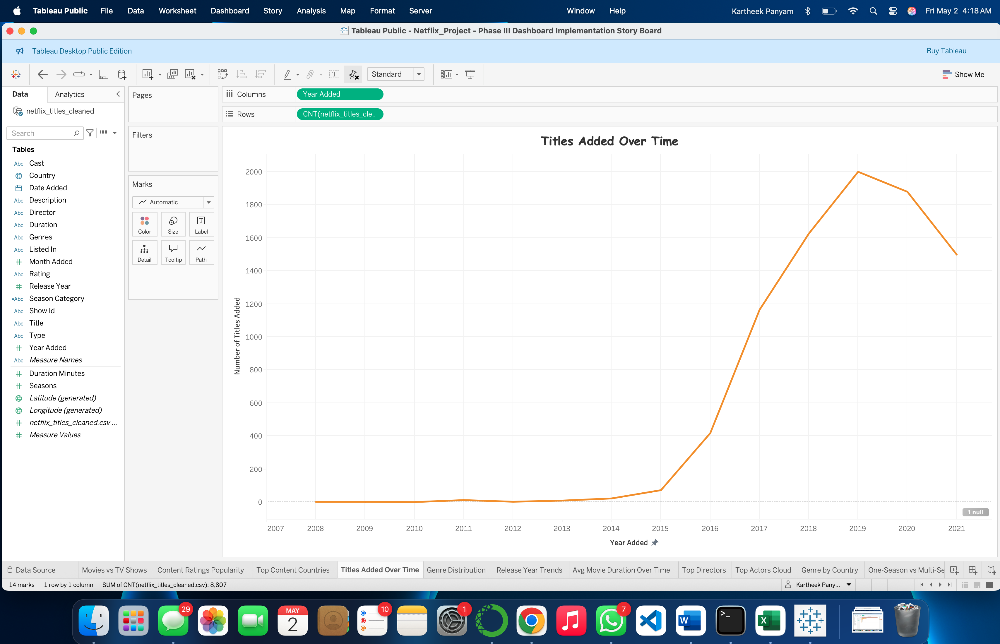 Tableau Public File Data Worksheet Dashboard Story Analysis Map Format Server Window Help Kartheek Panyam Fri May 2 4:18 AM
Tableau Public - Netflix_Project - Phase III Dashboard Implementation Story Board
Tableau Desktop Public Edition Buy Tableau
Standard Show Me
Data Analytics
netflix_titles_cleaned
Search
Tables
Abc Cast
Country
Date Added
Abc Description
Abc Director
Abc Duration
Abc Genres
Abc Listed In
Month Added
Abc Rating
Release Year
=Abc Season Category
Abc Show Id
Abc Title
Abc Type
Year Added
Abc Measure Names
Duration Minutes
Seasons
Latitude (generated)
Longitude (generated)
netflix_titles_cleaned.csv ...
Measure Values
Pages
Filters
Marks
Automatic
Color Size Label
Detail Tooltip Path
Columns Year Added
Rows CNT(netflix_titles_cle..
Titles Added Over Time
Number of Titles Added
2000
1800
1600
1400
1200
1000
800
600
400
200
0
1 null
2007 2008 2009 2010 2011 2012 2013 2014 2015 2016 2017 2018 2019 2020 2021
Year Added
Data Source Movies vs TV Shows Content Ratings Popularity Top Content Countries Titles Added Over Time Genre Distribution Release Year Trends Avg Movie Duration Over Time Top Directors Top Actors Cloud Genre by Country One-Season vs Multi-Se
14 marks 1 row by 1 column SUM of CNT(netflix_titles_cleaned.csv): 8,807 Kartheek Pany...
29 MAY 2 10 1 7 W >_ X